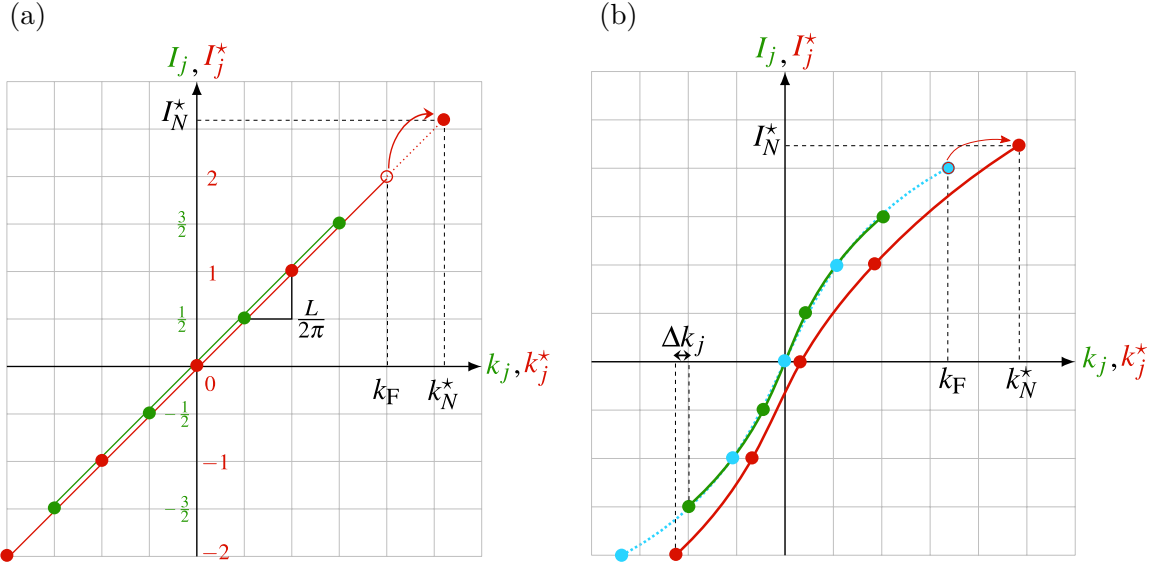 (a)
(b)
I_j, I_j^⋆
I_N^⋆
2
3/2
1
1/2
L/2π
k_j, k_j^⋆
0
k_F
k_N^⋆
−1/2
−1
−3/2
−2
I_j, I_j^⋆
I_N^⋆
Δk_j
k_j, k_j^⋆
k_F
k_N^⋆